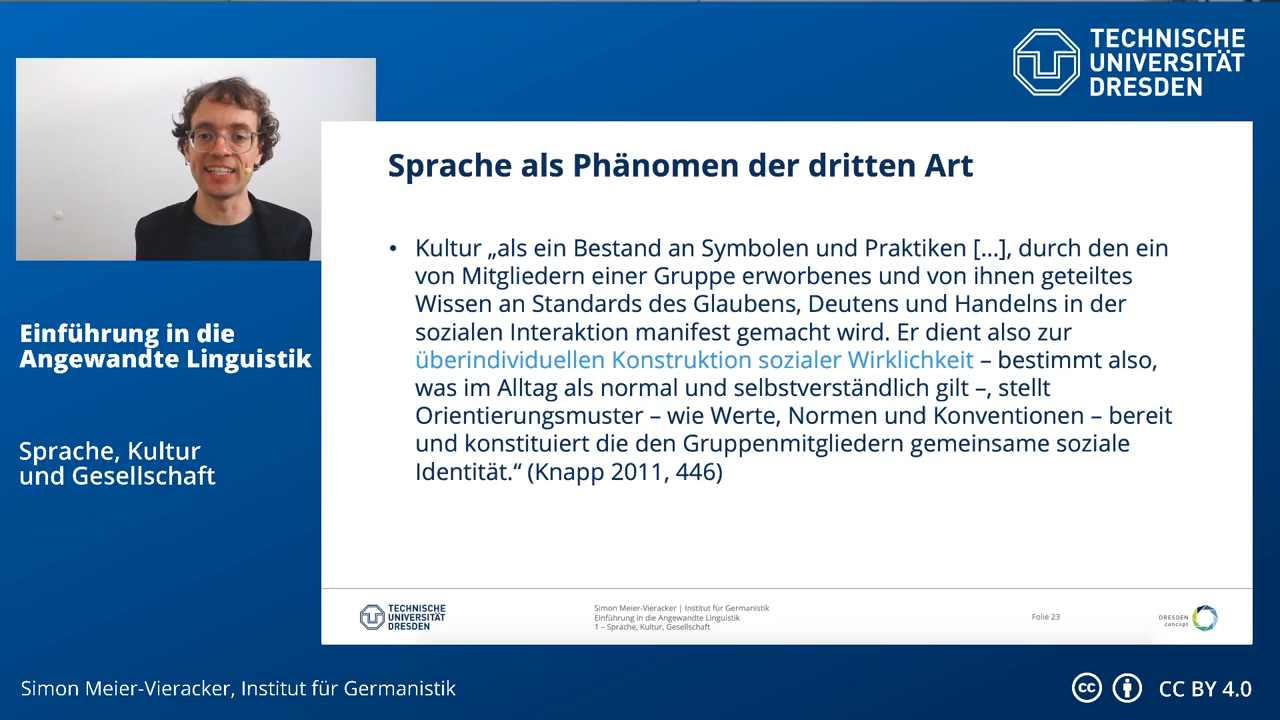 TECHNISCHE
UNIVERSITÄT
DRESDEN
Sprache als Phänomen der dritten Art
• Kultur „als ein Bestand an Symbolen und Praktiken […], durch den ein
von Mitgliedern einer Gruppe erworbenes und von ihnen geteiltes
Wissen an Standards des Glaubens, Deutens und Handelns in der
sozialen Interaktion manifest gemacht wird. Er dient also zur
überindividuellen Konstruktion sozialer Wirklichkeit – bestimmt also,
was im Alltag als normal und selbstverständlich gilt –, stellt
Orientierungsmuster – wie Werte, Normen und Konventionen – bereit
und konstituiert die den Gruppenmitgliedern gemeinsame soziale
Identität.“ (Knapp 2011, 446)
Einführung in die
Angewandte Linguistik
Sprache, Kultur
und Gesellschaft
TECHNISCHE
UNIVERSITÄT
DRESDEN
Simon Meier-Vieracker | Institut für Germanistik
Einführung in die Angewandte Linguistik
1 – Sprache, Kultur, Gesellschaft
Folie 23
DRESDEN
concept
Simon Meier-Vieracker, Institut für Germanistik
cc
CC BY 4.0